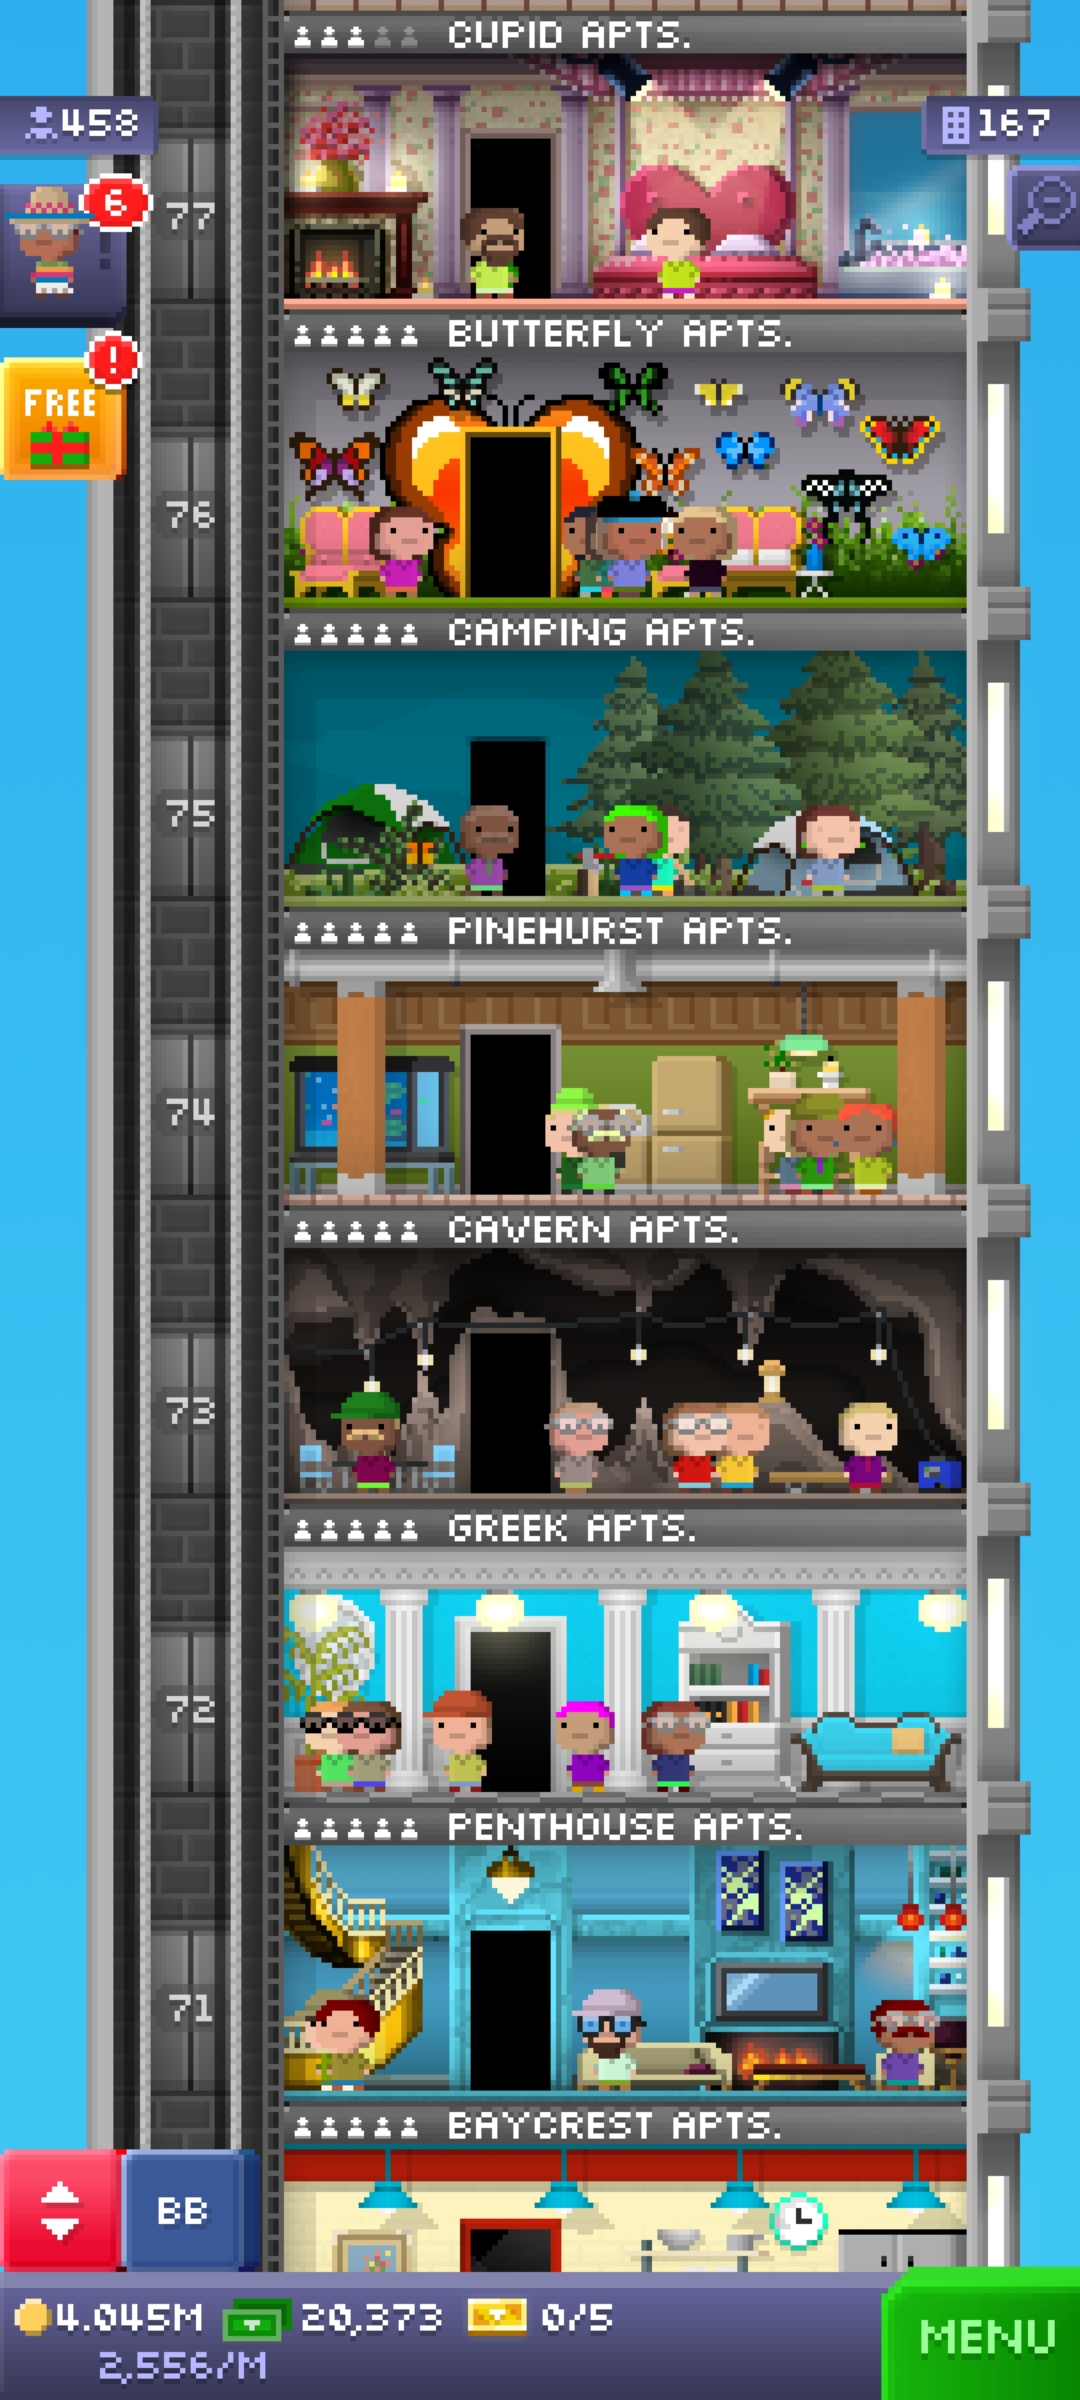 CUPID APTS.
458
167
6
77
BUTTERFLY APTS.
!
FREE
76
CAMPING APTS.
75
PINEHURST APTS.
74
CAVERN APTS.
73
GREEK APTS.
72
PENTHOUSE APTS.
71
BAYCREST APTS.
BB
4.045M 20,373 0/5
2,556/M
MENU